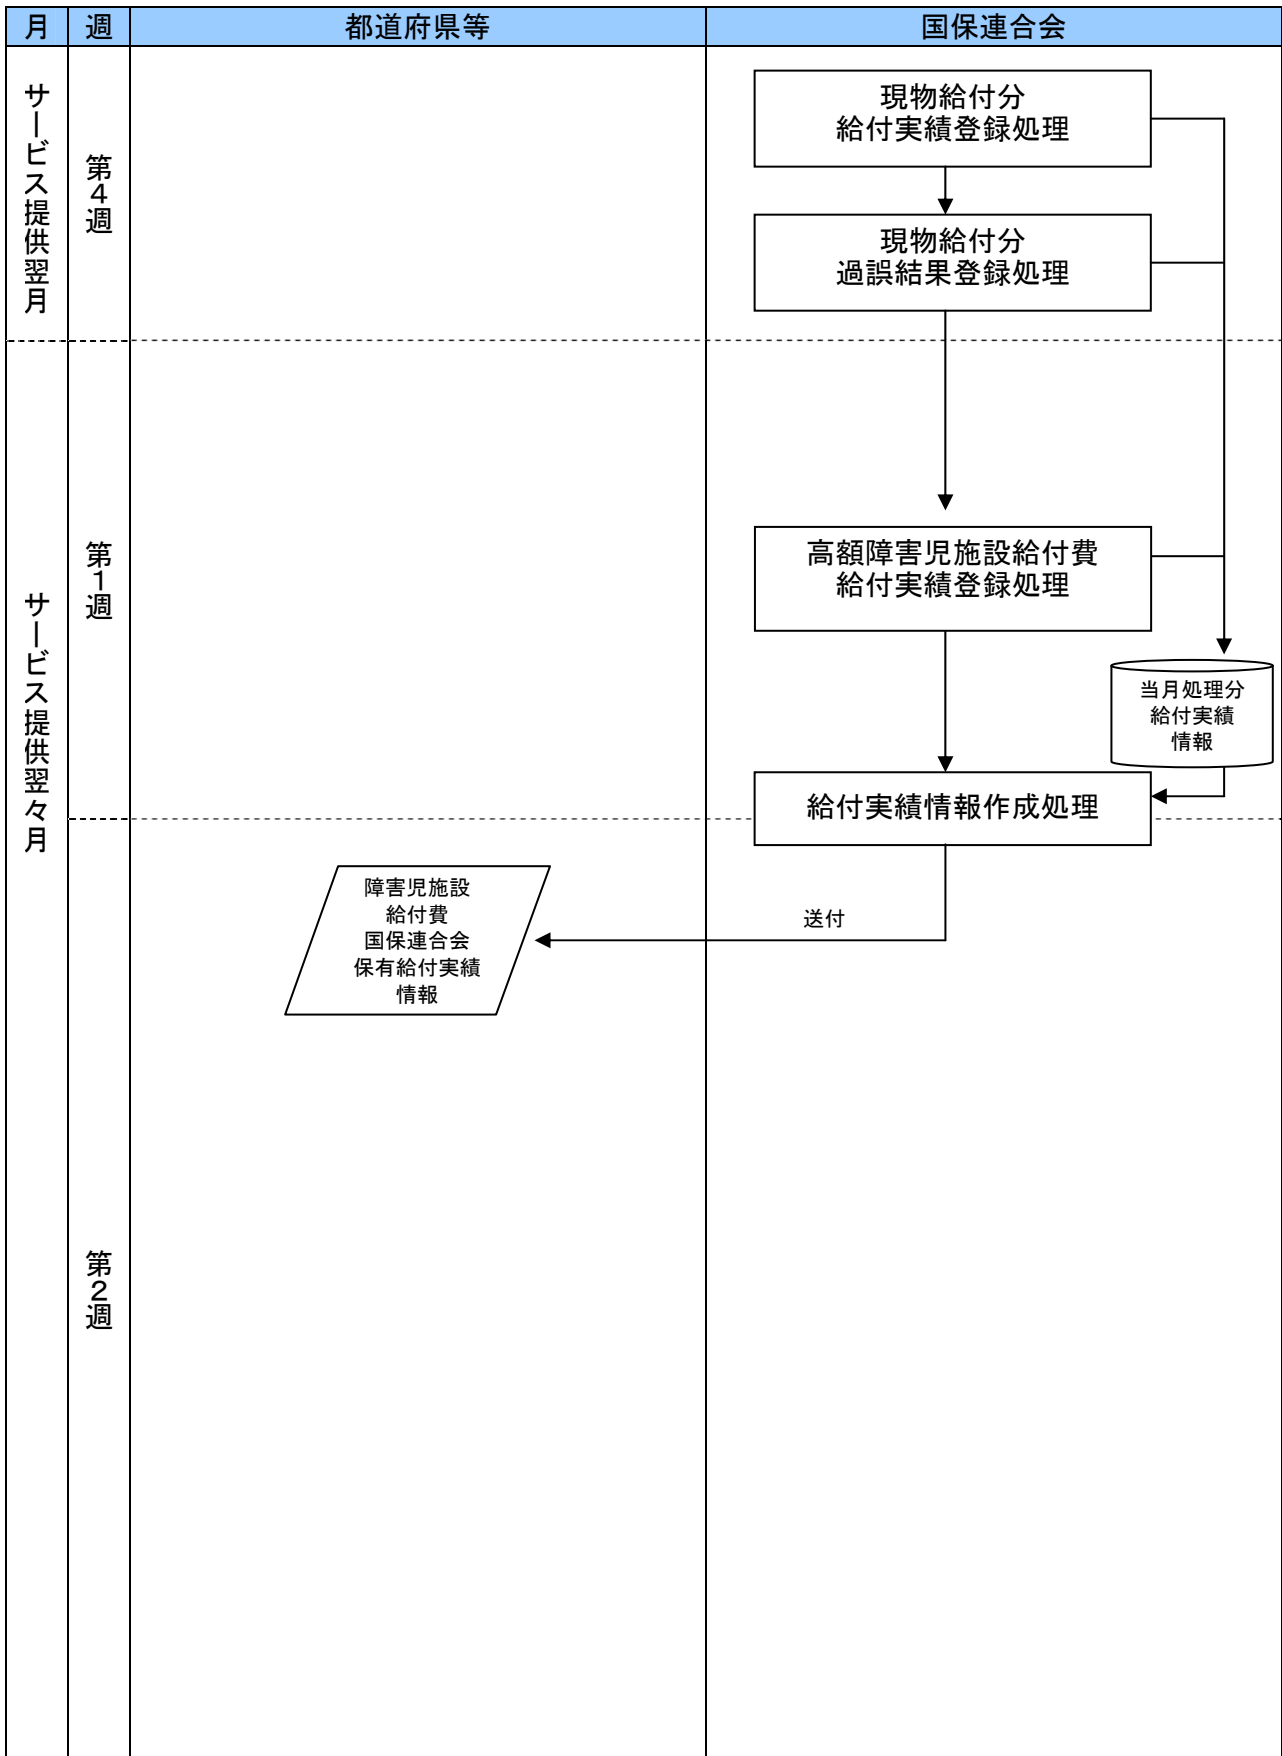 月 週 都道府県等 国保連合会
サービス提供翌月
第4週
現物給付分
給付実績登録処理
現物給付分
過誤結果登録処理
サービス提供翌々月
第1週
高額障害児施設給付費
給付実績登録処理
当月処理分
給付実績
情報
給付実績情報作成処理
第2週
送付
障害児施設
給付費
国保連合会
保有給付実績
情報